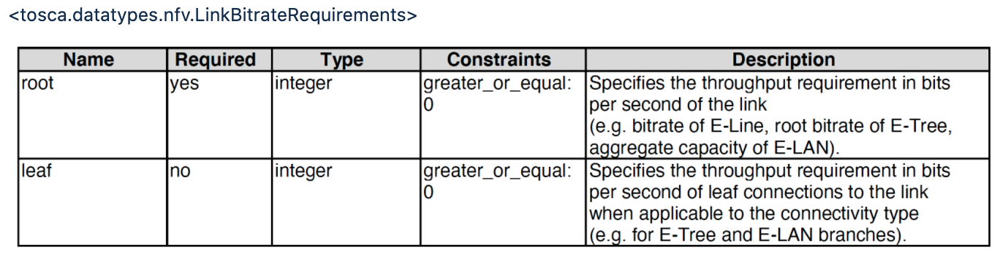 <tosca.datatypes.nfv.LinkBitrateRequirements>
Name Required Type Constraints Description
root yes integer greater_or_equal: Specifies the throughput requirement in bits
0 per second of the link
(e.g. bitrate of E-Line, root bitrate of E-Tree,
aggregate capacity of E-LAN).
leaf no integer greater_or_equal: Specifies the throughput requirement in bits
0 per second of leaf connections to the link
when applicable to the connectivity type
(e.g. for E-Tree and E-LAN branches).